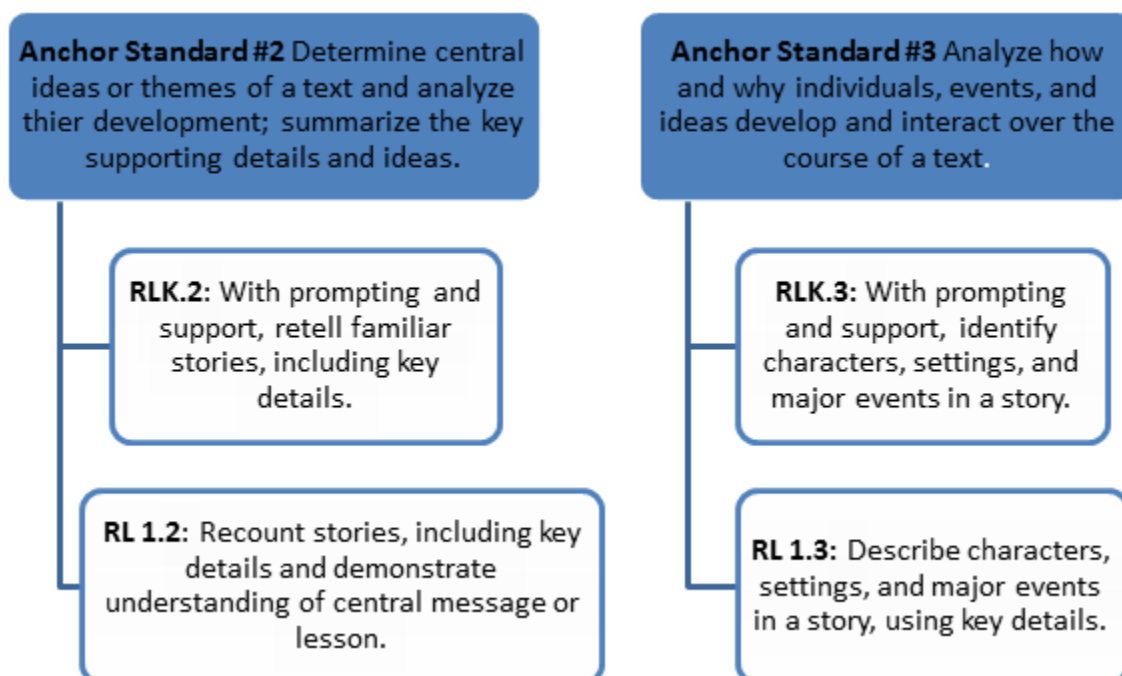 Anchor Standard #2 Determine central
ideas or themes of a text and analyze
thier development; summarize the key
supporting details and ideas.
RLK.2: With prompting and
support, retell familiar
stories, including key
details.
RL 1.2: Recount stories, including key
details and demonstrate
understanding of central message or
lesson.
Anchor Standard #3 Analyze how
and why individuals, events, and
ideas develop and interact over the
course of a text.
RLK.3: With prompting
and support, identify
characters, settings, and
major events in a story.
RL 1.3: Describe characters,
settings, and major events
in a story, using key details.